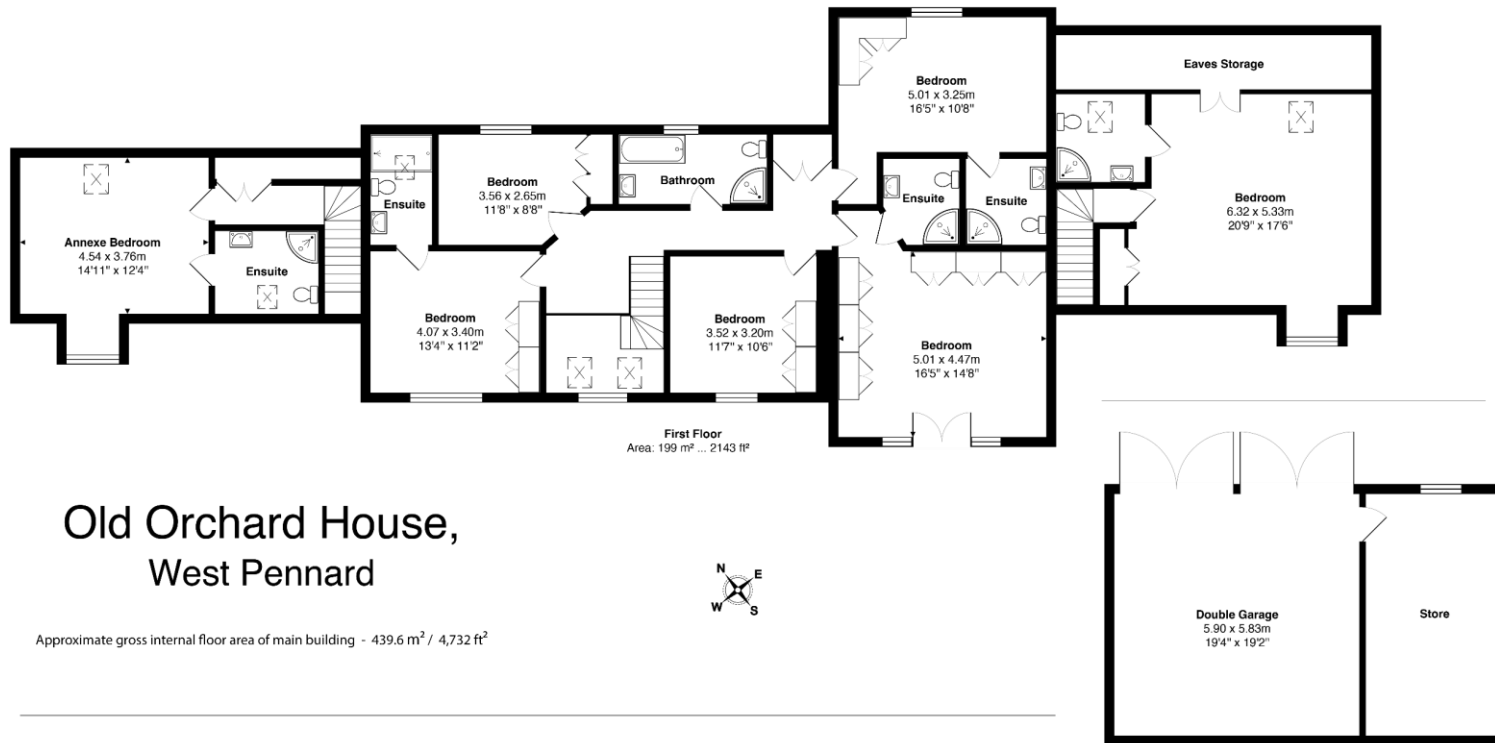 Bedroom
5.01 x 3.25m
16'5" x 10'8"
Eaves Storage
Bedroom
3.56 x 2.65m
11'8" x 8'8"
Bathroom
Ensuite
Ensuite
Ensuite
Bedroom
6.32 x 5.33m
20'9" x 17'6"
Annexe Bedroom
4.54 x 3.76m
14'11" x 12'4"
Ensuite
Bedroom
4.07 x 3.40m
13'4" x 11'2"
Bedroom
3.52 x 3.20m
11'7" x 10'6"
Bedroom
5.01 x 4.47m
16'5" x 14'8"
First Floor
Area: 199 m² ... 2143 ft²
Old Orchard House,
West Pennard
N
E
W
S
Approximate gross internal floor area of main building - 439.6 m² / 4,732 ft²
Double Garage
5.90 x 5.83m
19'4" x 19'2"
Store